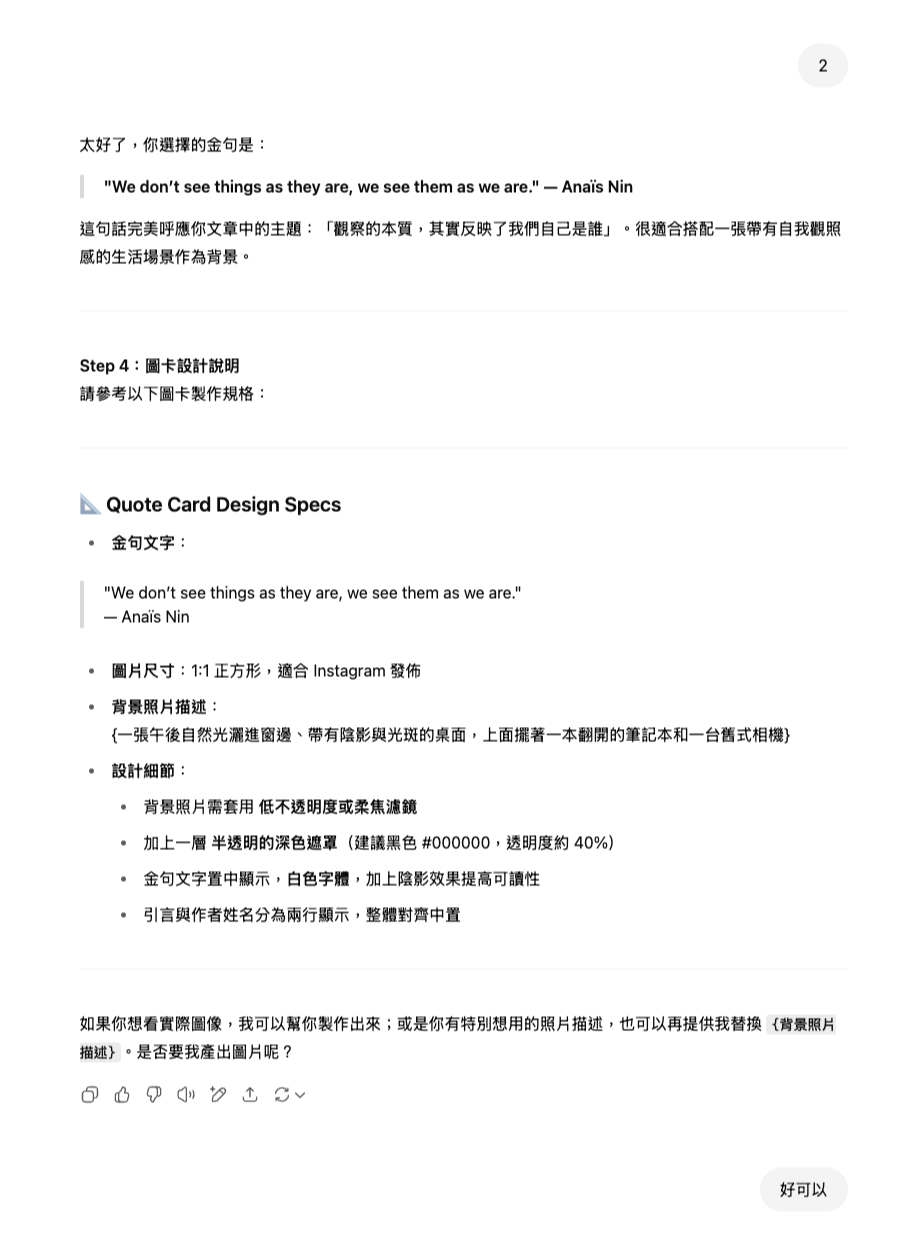 2
太好了，你選擇的金句是：
"We don’t see things as they are, we see them as we are." — Anaïs Nin
這句話完美呼應你文章中的主題：「觀察的本質，其實反映了我們自己是誰」。很適合搭配一張帶有自我觀照
感的生活場景作為背景。
Step 4：圖卡設計說明
請參考以下圖卡製作規格：
📐 Quote Card Design Specs
• 金句文字：
"We don’t see things as they are, we see them as we are."
— Anaïs Nin
• 圖片尺寸：1:1 正方形，適合 Instagram 發佈
• 背景照片描述：
{一張午後自然光灑進窗邊、帶有陰影與光斑的桌面，上面擺著一本翻開的筆記本和一台舊式相機}
• 設計細節：
• 背景照片需套用 低不透明度或柔焦濾鏡
• 加上一層 半透明的深色遮罩（建議黑色 #000000，透明度約 40%）
• 金句文字置中顯示，白色字體，加上陰影效果提高可讀性
• 引言與作者姓名分為兩行顯示，整體對齊中置
如果你想看實際圖像，我可以幫你製作出來；或是你有特別想用的照片描述，也可以再提供我替換 {背景照片
描述} 。是否要我產出圖片呢？
好可以